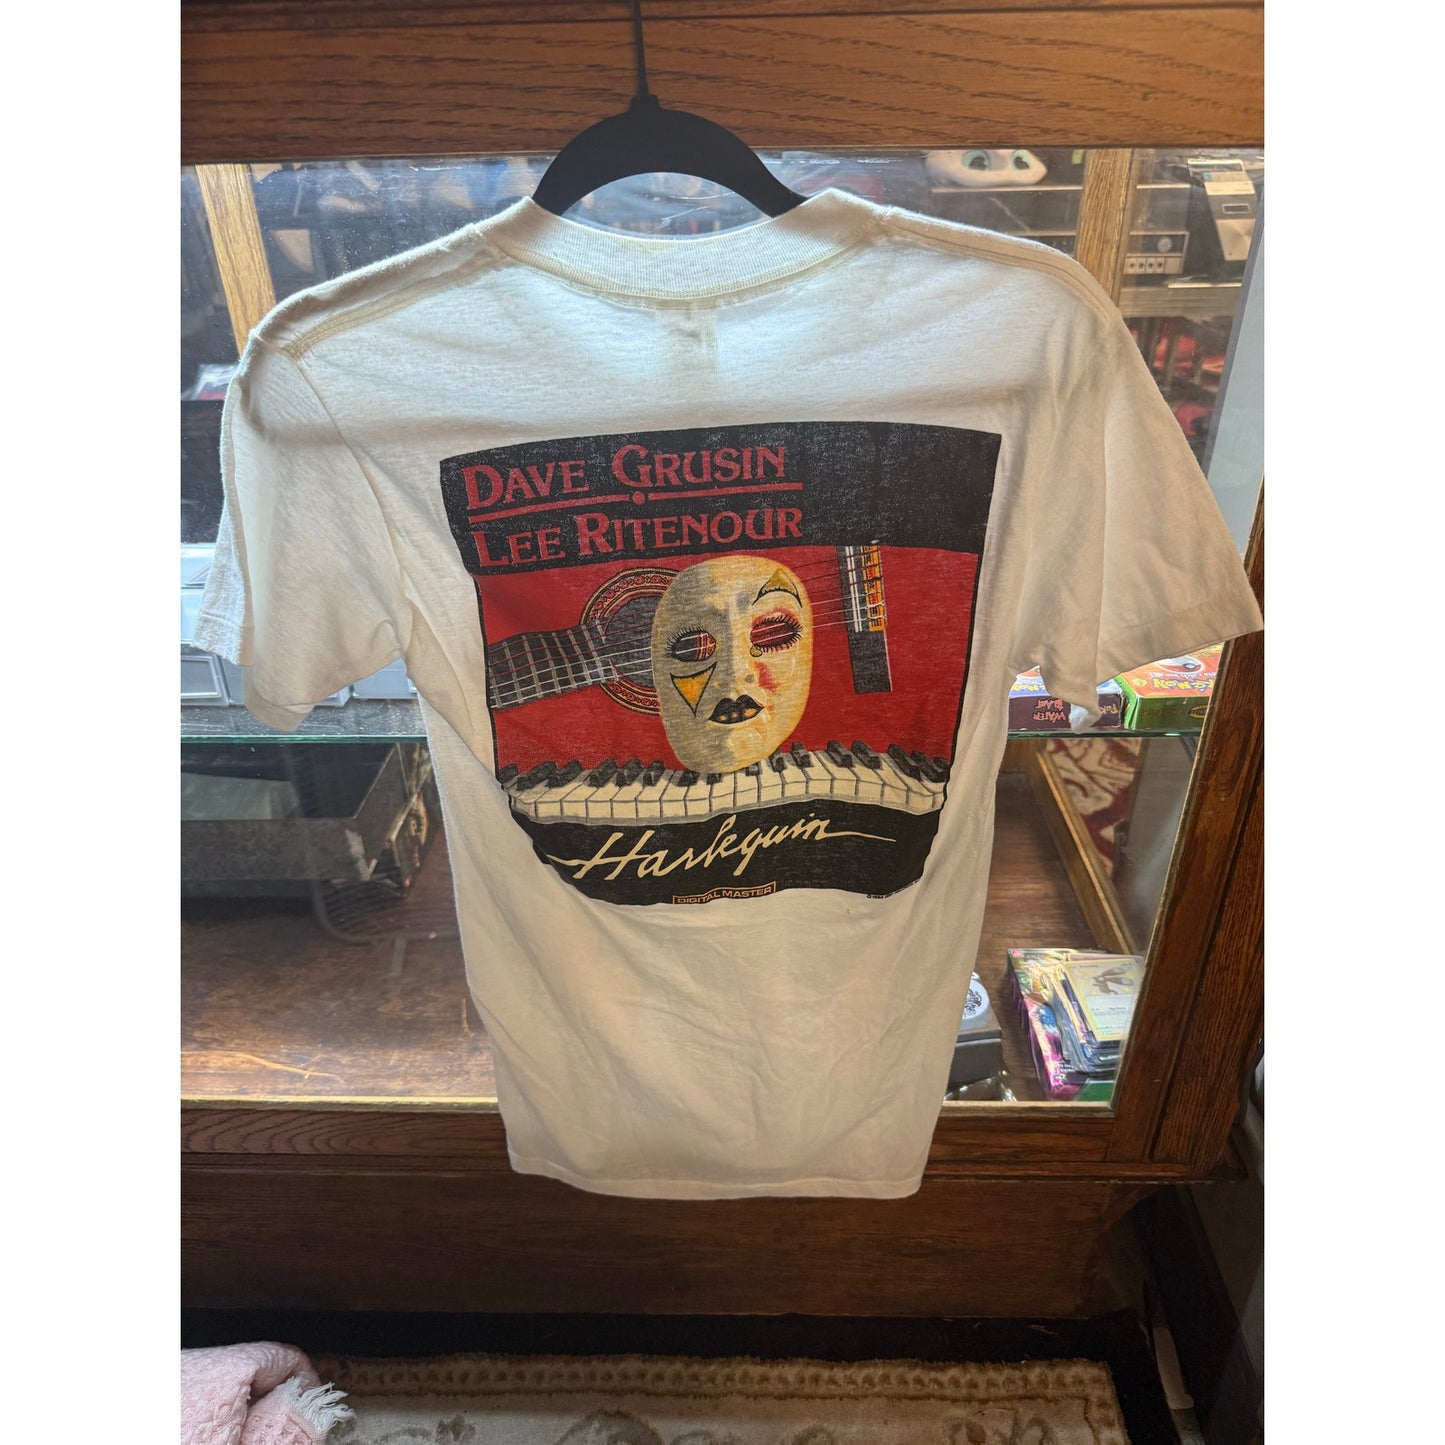 DAVE GRUSIN
LEE RITENOUR
Harlequin
DIGITAL MASTER